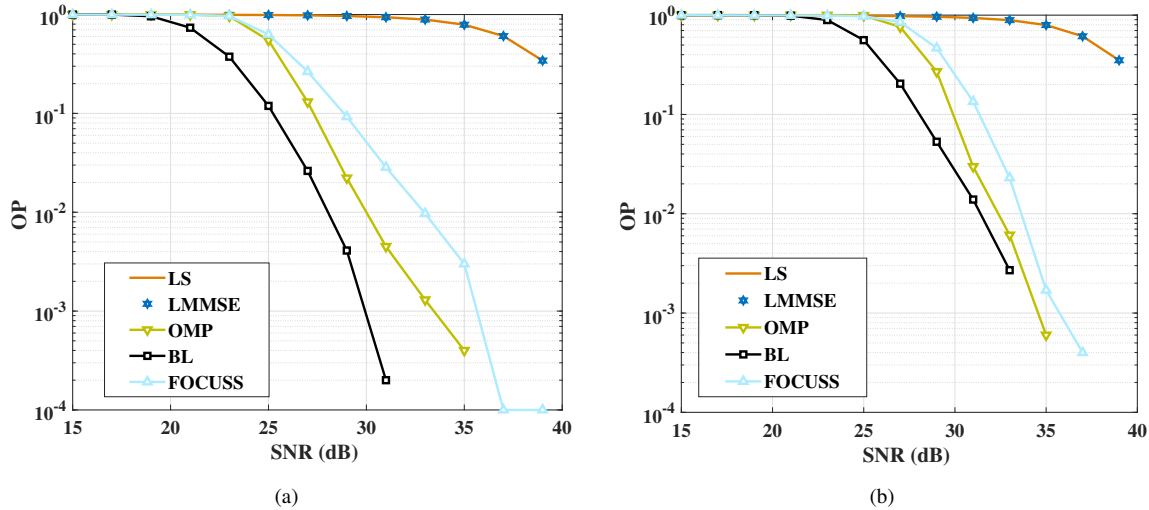 10^0
10^-1
10^-2
10^-3
10^-4
OP
LS
LMMSE
OMP
BL
FOCUSS
15 20 25 30 35 40
SNR (dB)
(a)
10^0
10^-1
10^-2
10^-3
10^-4
OP
LS
LMMSE
OMP
BL
FOCUSS
15 20 25 30 35 40
SNR (dB)
(b)